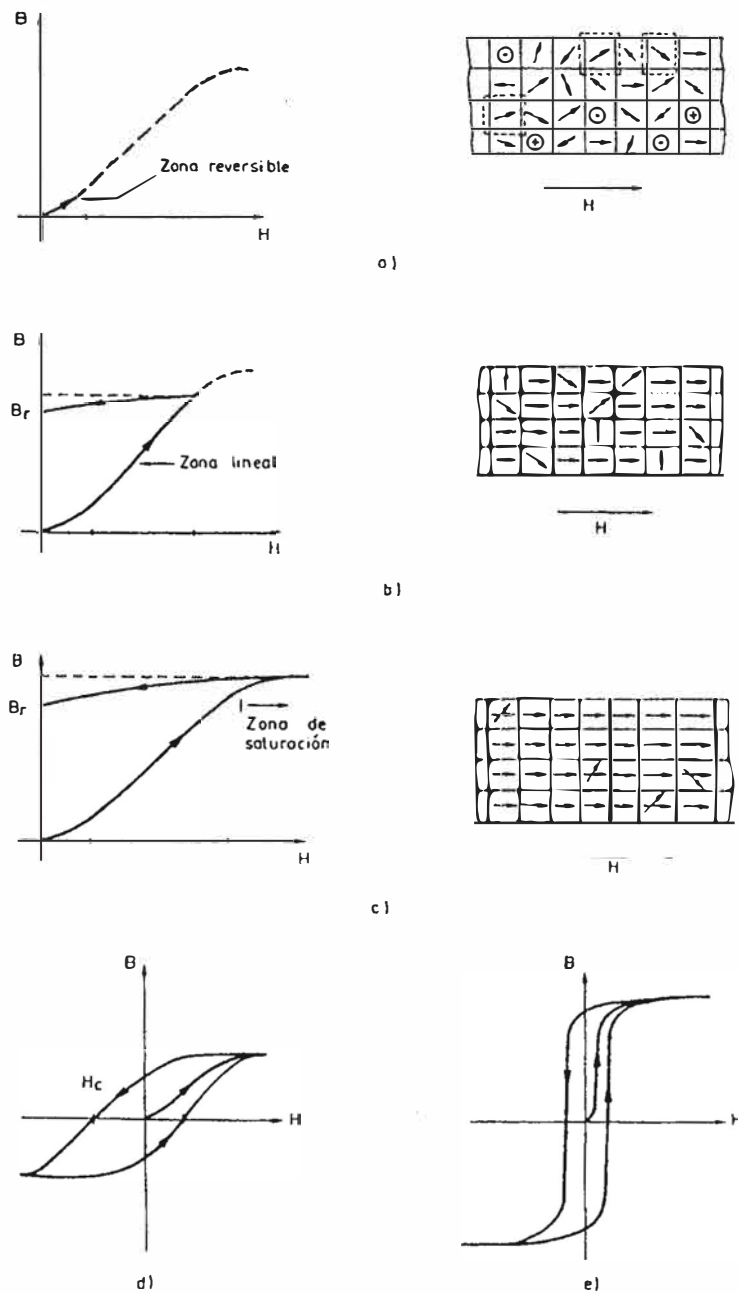 B
Zona reversible
H
H
a)
B
Br
Zona lineal
H
H
b)
B
Br
Zona de
saturación
H
H
c)
B
Hc
H
d)
B
H
e)